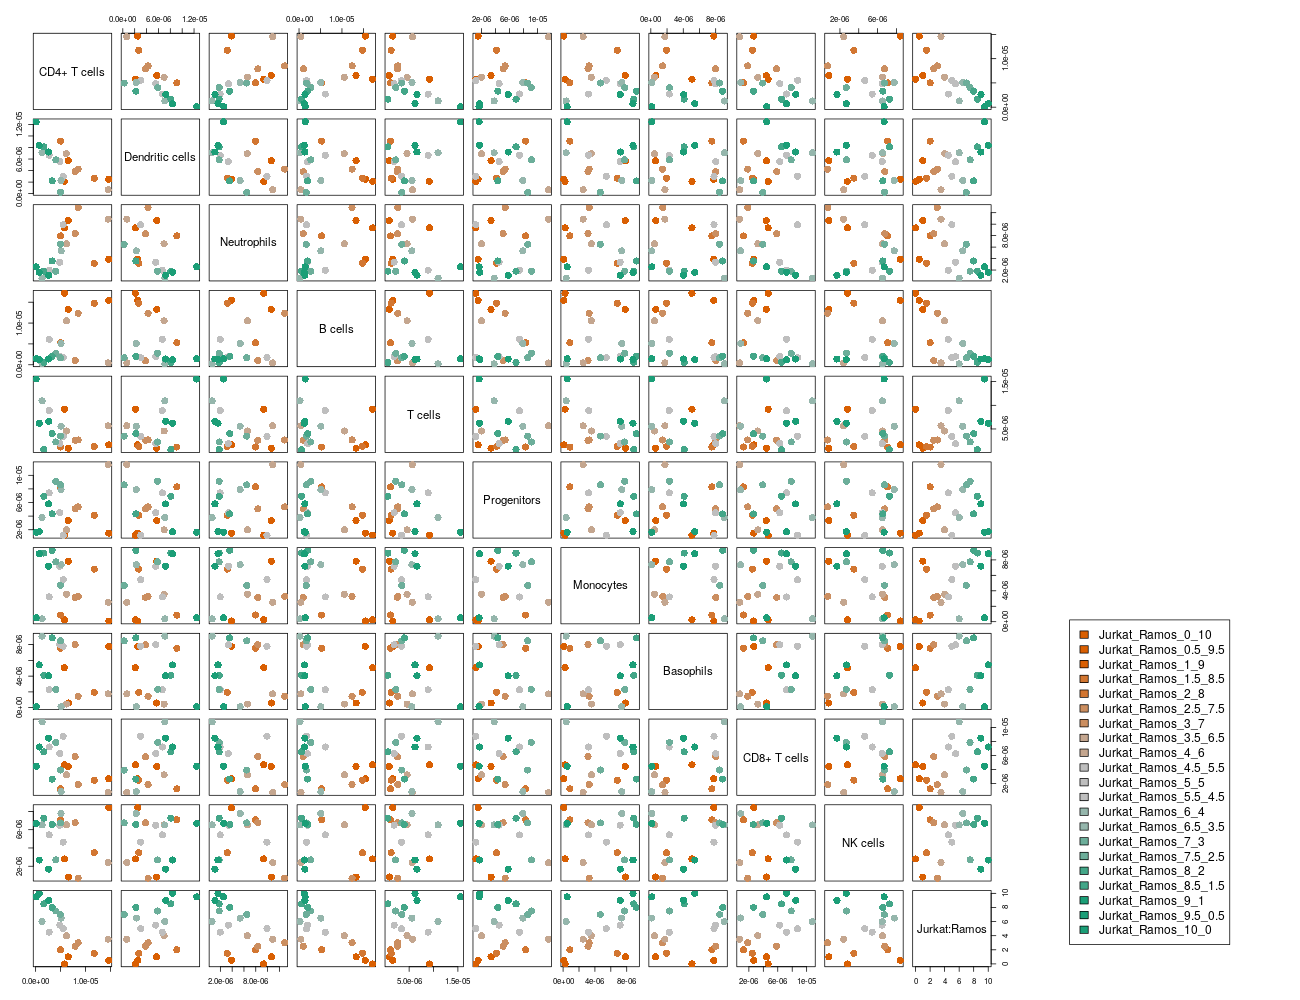 0.0e+00 6.0e-06 1.2e-05 0.0e+00 1.0e-05 2e-06 6e-06 1e-05 0e+00 4e-06 8e-06 2e-06 6e-06
CD4+ T cells
0.0e+00 1.0e-05
Dendritic cells
0.0e+00 6.0e-06 1.2e-05
Neutrophils
2.0e-06 8.0e-06
B cells
0.0e+00 1.0e-05
T cells
5.0e-06 1.5e-05
Progenitors
2e-06 6e-06 1e-05
Monocytes
0e+00 4e-06 8e-06
Basophils
0e+00 4e-06 8e-06
CD8+ T cells
2e-06 6e-06 1e-05
NK cells
2e-06 6e-06
Jurkat:Ramos
0 2 4 6 8 10
0.0e+00 1.0e-05 2.0e-06 8.0e-06 5.0e-06 1.5e-05 0e+00 4e-06 8e-06 2e-06 6e-06 1e-05 0 2 4 6 8 10
Jurkat_Ramos_0_10
Jurkat_Ramos_0.5_9.5
Jurkat_Ramos_1_9
Jurkat_Ramos_1.5_8.5
Jurkat_Ramos_2_8
Jurkat_Ramos_2.5_7.5
Jurkat_Ramos_3_7
Jurkat_Ramos_3.5_6.5
Jurkat_Ramos_4_6
Jurkat_Ramos_4.5_5.5
Jurkat_Ramos_5_5
Jurkat_Ramos_5.5_4.5
Jurkat_Ramos_6_4
Jurkat_Ramos_6.5_3.5
Jurkat_Ramos_7_3
Jurkat_Ramos_7.5_2.5
Jurkat_Ramos_8_2
Jurkat_Ramos_8.5_1.5
Jurkat_Ramos_9_1
Jurkat_Ramos_9.5_0.5
Jurkat_Ramos_10_0